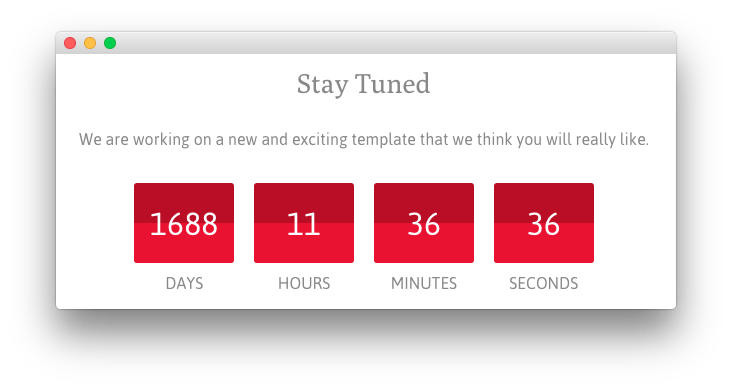 Stay Tuned
We are working on a new and exciting template that we think you will really like.
1688 11 36 36
DAYS HOURS MINUTES SECONDS